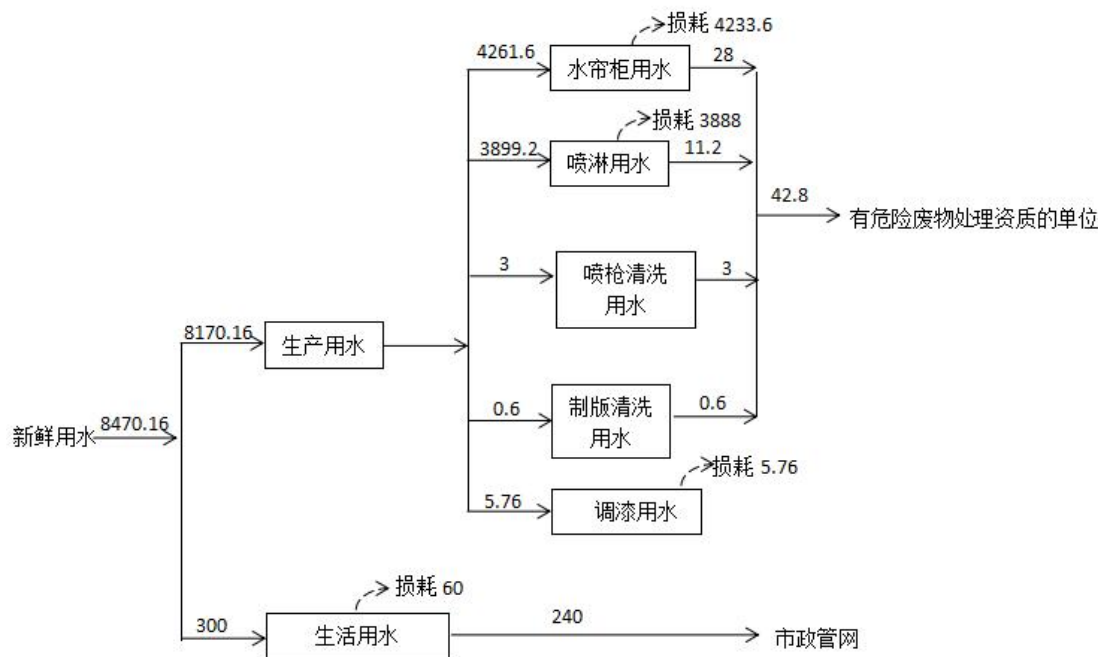 损耗 4233.6
4261.6
水帘柜用水
28
损耗 3888
3899.2
喷淋用水
11.2
42.8
有危险废物处理资质的单位
3
喷枪清洗
用水
3
8170.16
生产用水
0.6
制版清洗
用水
0.6
新鲜用水
8470.16
损耗 5.76
5.76
调漆用水
损耗 60
300
生活用水
240
市政管网